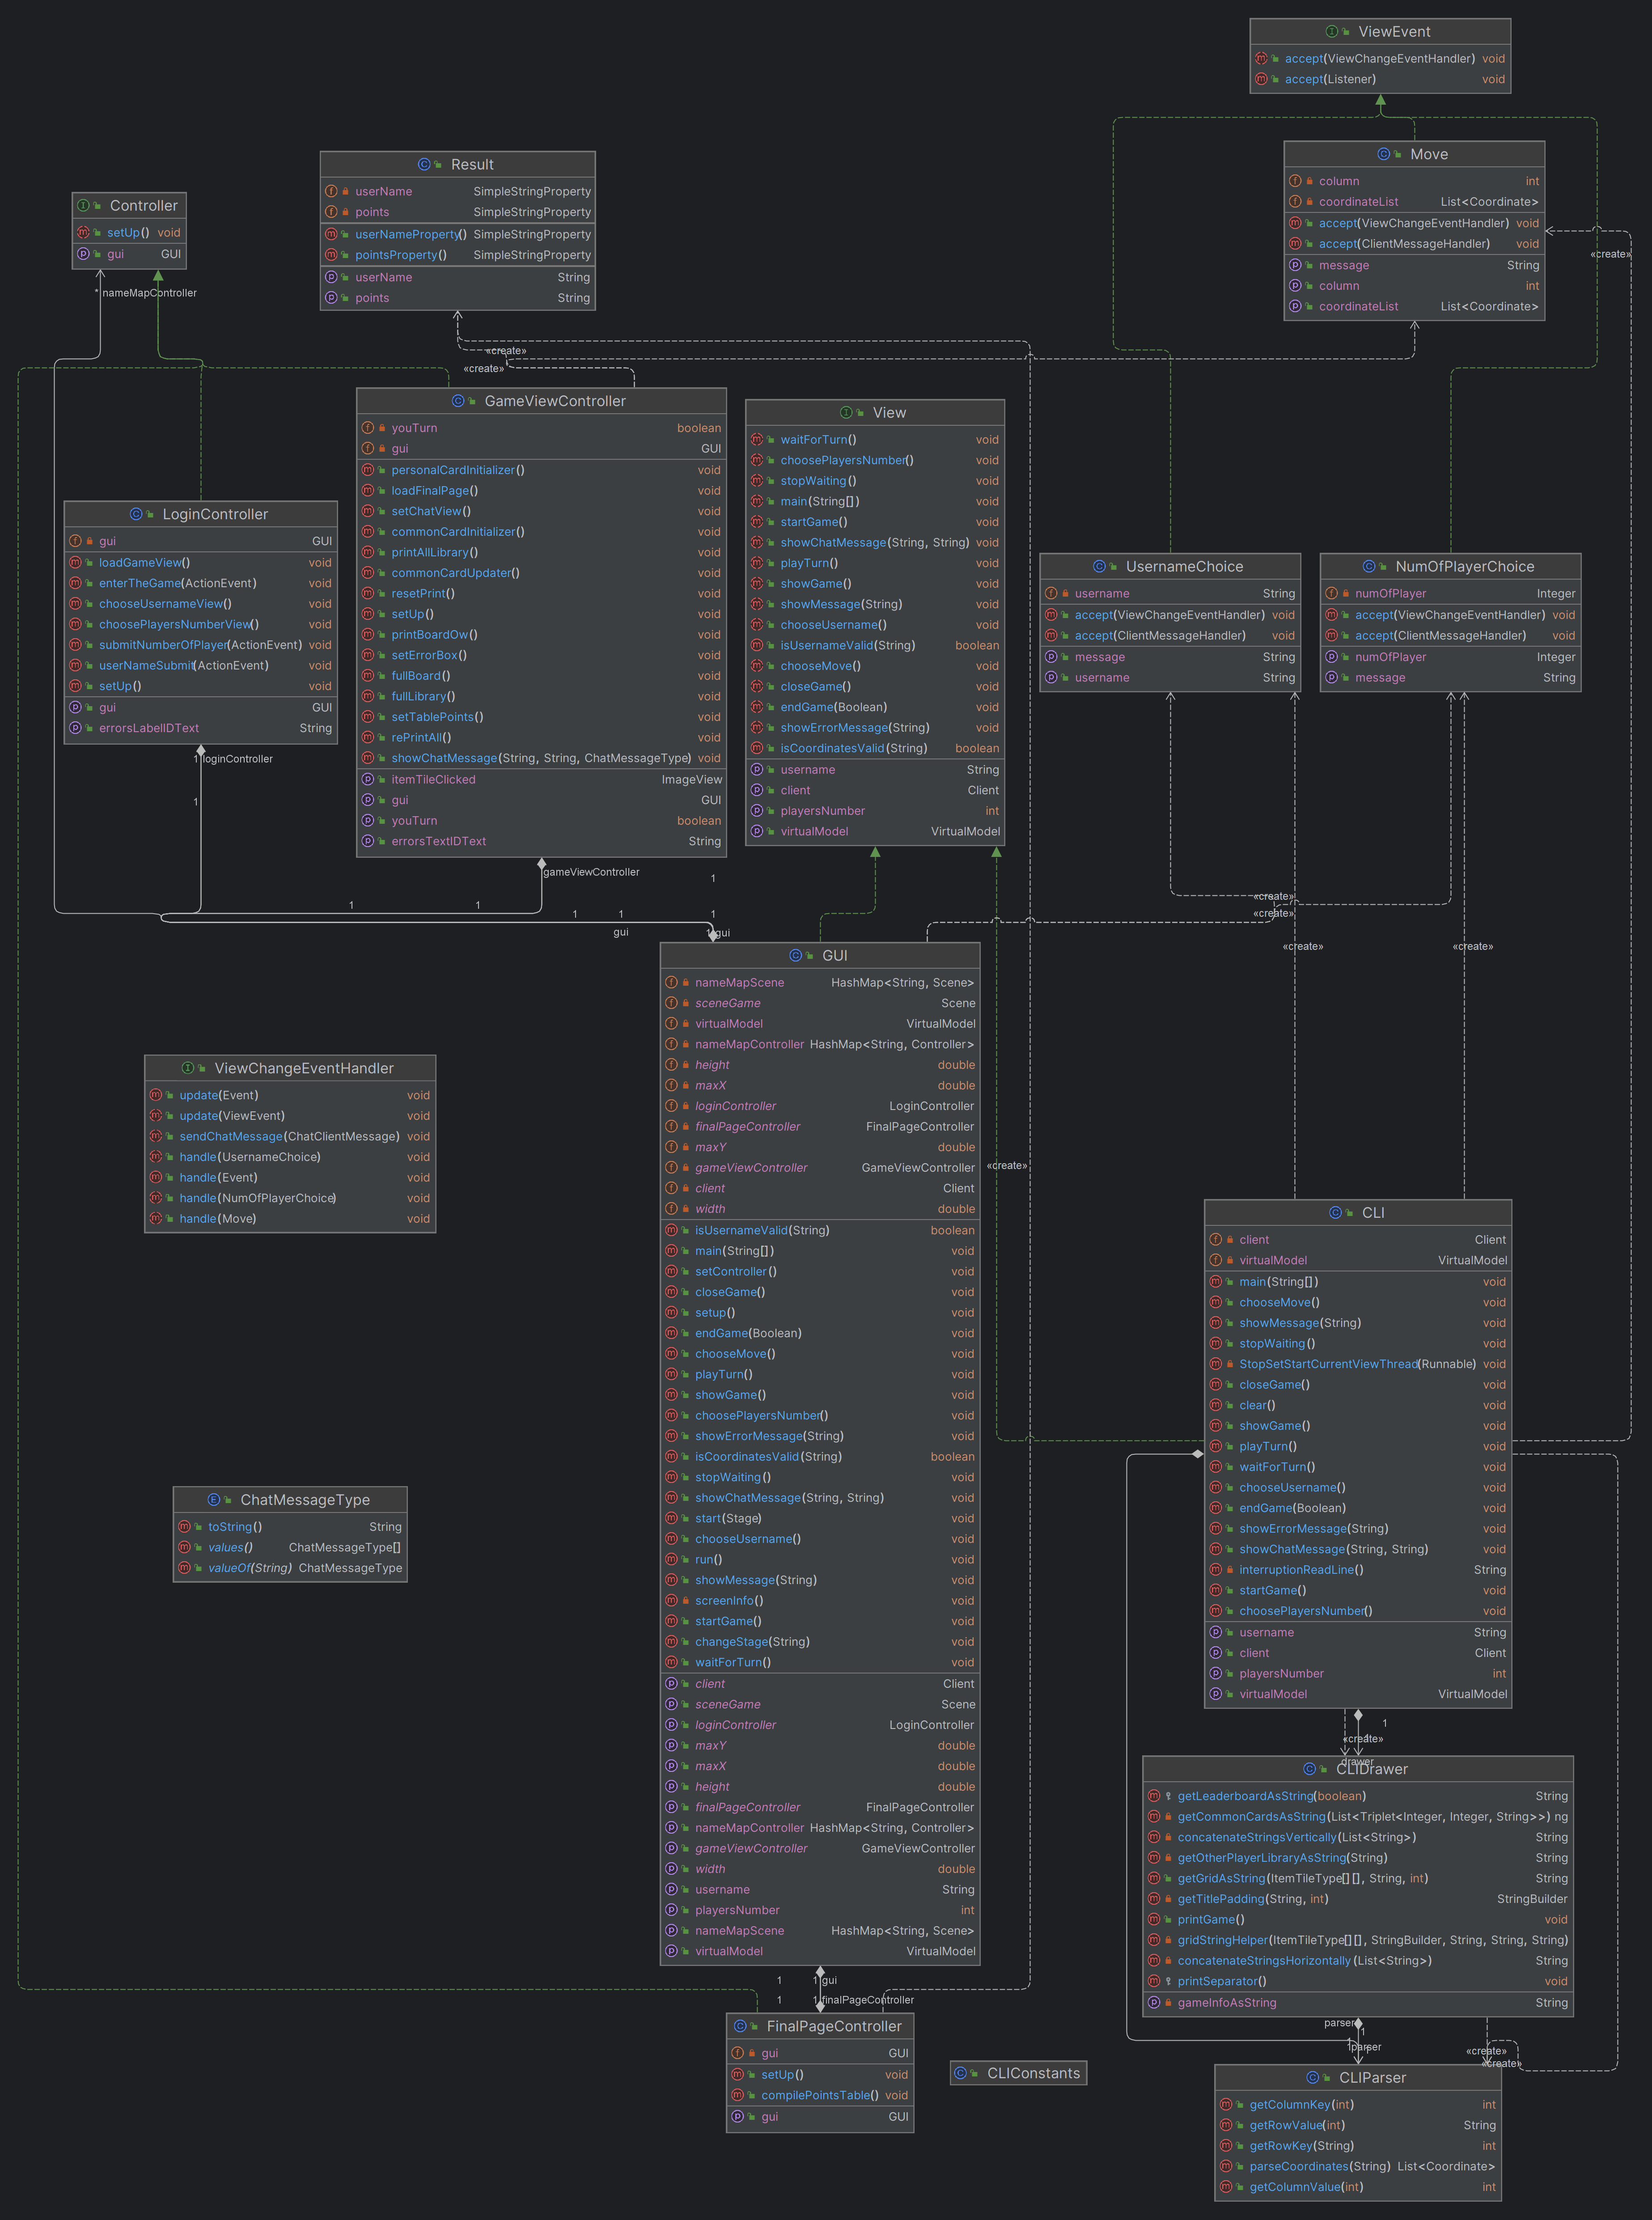 ViewEvent
accept(ViewChangeEventHandler) void
accept(Listener) void
Move
column int
coordinateList List<Coordinate>
accept(ViewChangeEventHandler) void
accept(ClientMessageHandler) void
message String
column int
coordinateList List<Coordinate>
«create»
Result
userName SimpleStringProperty
points SimpleStringProperty
userNameProperty() SimpleStringProperty
pointsProperty() SimpleStringProperty
userName String
points String
Controller
setUp() void
gui GUI
* nameMapController
«create»
«create»
GameViewController
youTurn boolean
gui GUI
personalCardInitializer() void
loadFinalPage() void
setChatView() void
commonCardInitializer() void
printAllLibrary() void
commonCardUpdater() void
resetPrint() void
setUp() void
printBoardOw() void
setErrorBox() void
fullBoard() void
fullLibrary() void
setTablePoints() void
rePrintAll() void
showChatMessage(String, String, ChatMessageType) void
itemTileClicked ImageView
gui GUI
youTurn boolean
errorsTextIDText String
View
waitForTurn() void
choosePlayersNumber() void
stopWaiting() void
main(String[]) void
startGame() void
showChatMessage(String, String) void
playTurn() void
showGame() void
showMessage(String) void
chooseUsername() void
isUsernameValid(String) boolean
chooseMove() void
closeGame() void
endGame(Boolean) void
showErrorMessage(String) void
isCoordinatesValid(String) boolean
username String
client Client
playersNumber int
virtualModel VirtualModel
LoginController
gui GUI
loadGameView() void
enterTheGame(ActionEvent) void
chooseUsernameView() void
choosePlayersNumberView() void
submitNumberOfPlayer(ActionEvent) void
userNameSubmit(ActionEvent) void
setUp() void
gui GUI
errorsLabelIDText String
UsernameChoice
username String
accept(ViewChangeEventHandler) void
accept(ClientMessageHandler) void
message String
username String
NumOfPlayerChoice
numOfPlayer Integer
accept(ViewChangeEventHandler) void
accept(ClientMessageHandler) void
numOfPlayer Integer
message String
1 loginController
1
gameViewController
1
1
1
1
1
1
gui
1 gui
«create»
«create»
«create»
«create»
GUI
nameMapScene HashMap<String, Scene>
sceneGame Scene
virtualModel VirtualModel
nameMapController HashMap<String, Controller>
height double
maxX double
loginController LoginController
finalPageController FinalPageController
maxY double
gameViewController GameViewController
client Client
width double
isUsernameValid(String) boolean
main(String[]) void
setController() void
closeGame() void
setup() void
endGame(Boolean) void
chooseMove() void
playTurn() void
showGame() void
choosePlayersNumber() void
showErrorMessage(String) void
isCoordinatesValid(String) boolean
stopWaiting() void
showChatMessage(String, String) void
start(Stage) void
chooseUsername() void
run() void
showMessage(String) void
screenInfo() void
startGame() void
changeStage(String) void
waitForTurn() void
client Client
sceneGame Scene
loginController LoginController
maxY double
maxX double
height double
finalPageController FinalPageController
nameMapController HashMap<String, Controller>
gameViewController GameViewController
width double
username String
playersNumber int
nameMapScene HashMap<String, Scene>
virtualModel VirtualModel
«create»
ViewChangeEventHandler
update(Event) void
update(ViewEvent) void
sendChatMessage(ChatClientMessage) void
handle(UsernameChoice) void
handle(Event) void
handle(NumOfPlayerChoice) void
handle(Move) void
ChatMessageType
toString() String
values() ChatMessageType[]
valueOf(String) ChatMessageType
CLI
client Client
virtualModel VirtualModel
main(String[]) void
chooseMove() void
showMessage(String) void
stopWaiting() void
StopSetStartCurrentViewThread(Runnable) void
closeGame() void
clear() void
showGame() void
playTurn() void
waitForTurn() void
chooseUsername() void
endGame(Boolean) void
showErrorMessage(String) void
showChatMessage(String, String) void
interruptionReadLine() String
startGame() void
choosePlayersNumber() void
username String
client Client
playersNumber int
virtualModel VirtualModel
1
«create»
drawer
CLIDrawer
getLeaderboardAsString(boolean) String
getCommonCardsAsString(List<Triplet<Integer, Integer, String>>) ng
concatenateStringsVertically(List<String>) String
getOtherPlayerLibraryAsString(String) String
getGridAsString(ItemTileType[][], String, int) String
getTitlePadding(String, int) StringBuilder
printGame() void
gridStringHelper(ItemTileType[][], StringBuilder, String, String, String)
concatenateStringsHorizontally(List<String>) String
printSeparator() void
gameInfoAsString String
1
1 gui
1
1 finalPageController
FinalPageController
gui GUI
setUp() void
compilePointsTable() void
gui GUI
CLIConstants
parser
1
parser
«create»
«create»
CLIParser
getColumnKey(int) int
getRowValue(int) String
getRowKey(String) int
parseCoordinates(String) List<Coordinate>
getColumnValue(int) int